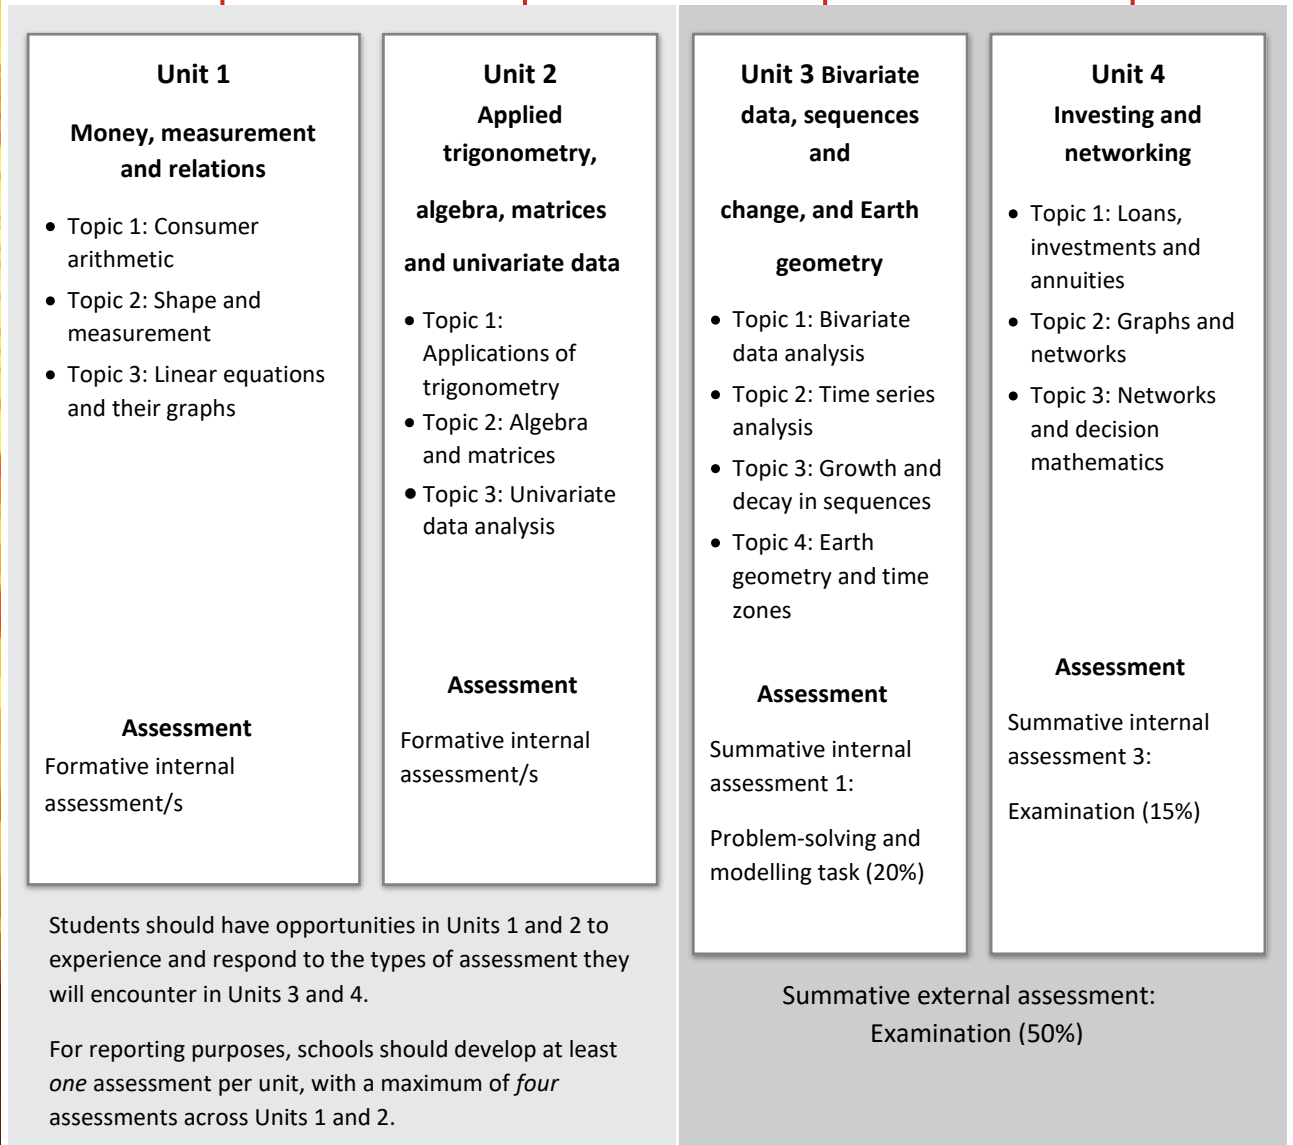 Unit 1
Money, measurement
and relations
• Topic 1: Consumer
arithmetic
• Topic 2: Shape and
measurement
• Topic 3: Linear equations
and their graphs
Assessment
Formative internal
assessment/s
Unit 2
Applied
trigonometry,
algebra, matrices
and univariate data
• Topic 1:
Applications of
trigonometry
• Topic 2: Algebra
and matrices
• Topic 3: Univariate
data analysis
Assessment
Formative internal
assessment/s
Students should have opportunities in Units 1 and 2 to
experience and respond to the types of assessment they
will encounter in Units 3 and 4.
For reporting purposes, schools should develop at least
one assessment per unit, with a maximum of four
assessments across Units 1 and 2.
Unit 3 Bivariate
data, sequences
and
change, and Earth
geometry
• Topic 1: Bivariate
data analysis
• Topic 2: Time series
analysis
• Topic 3: Growth and
decay in sequences
• Topic 4: Earth
geometry and time
zones
Assessment
Summative internal
assessment 1:
Problem-solving and
modelling task (20%)
Unit 4
Investing and
networking
• Topic 1: Loans,
investments and
annuities
• Topic 2: Graphs and
networks
• Topic 3: Networks
and decision
mathematics
Assessment
Summative internal
assessment 3:
Examination (15%)
Summative external assessment:
Examination (50%)